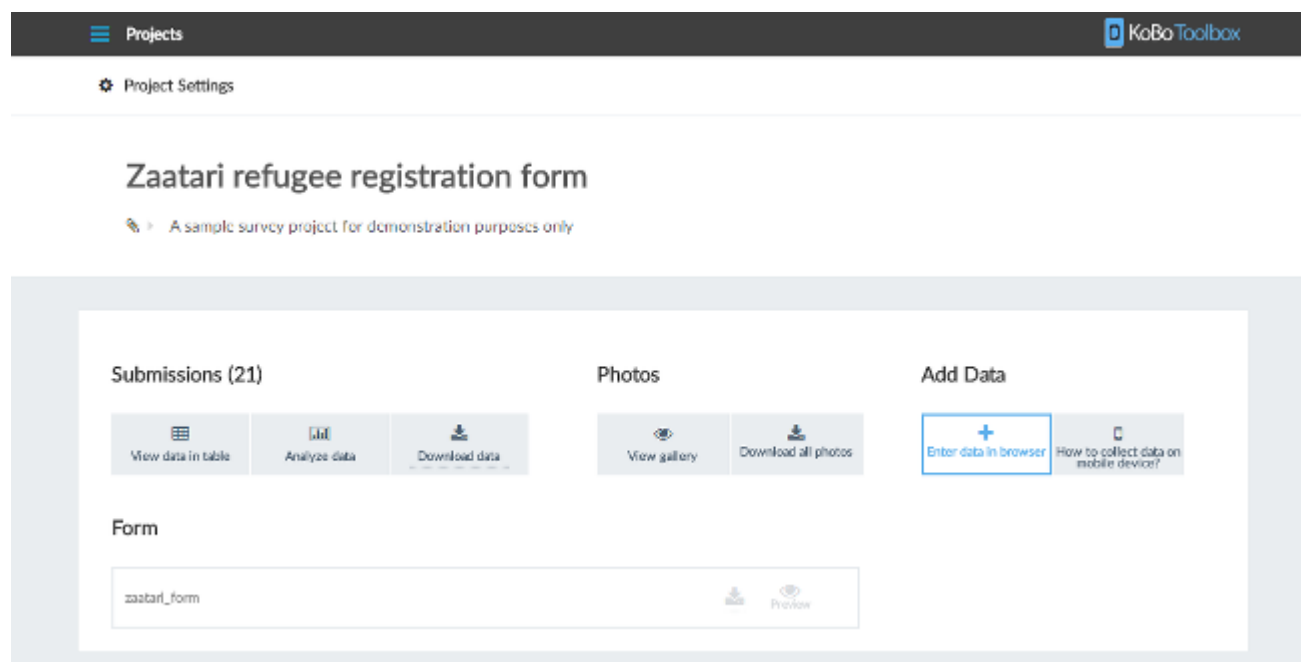 Projects
KoBoToolbox
Project Settings
Zaatari refugee registration form
A sample survey project for demonstration purposes only
Submissions (21)
Photos
Add Data
View data in table
Analyze data
Download data
View gallery
Download all photos
Enter data in browser
How to collect data on
mobile device?
Form
zaatari_form
Preview